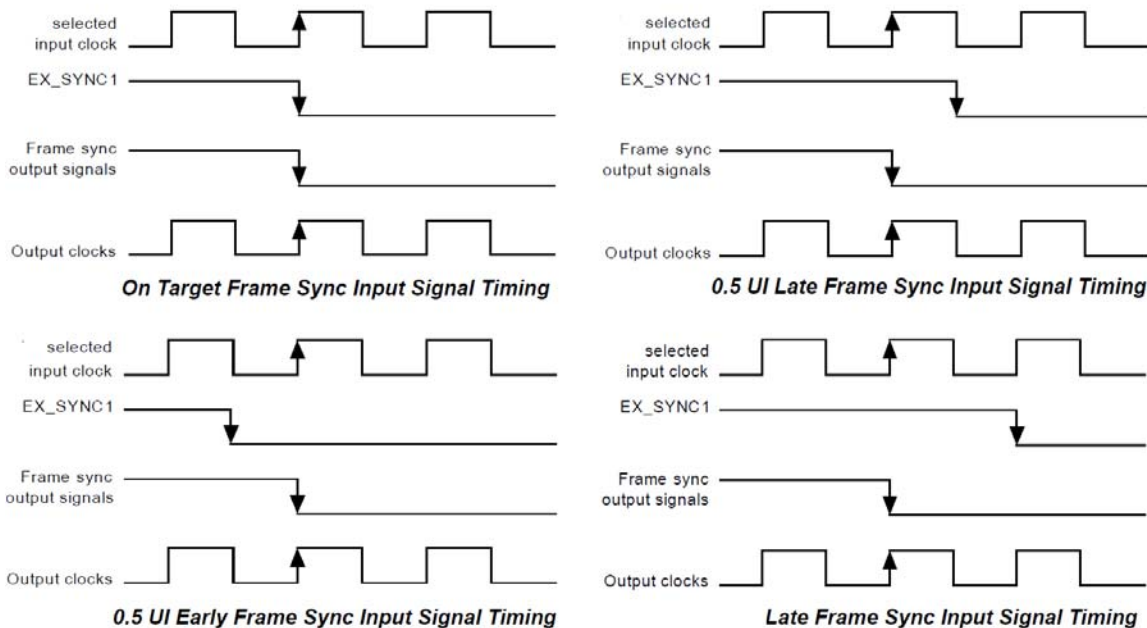 selected
input clock
EX_SYNC1
Frame sync
output signals
Output clocks
On Target Frame Sync Input Signal Timing
selected
input clock
EX_SYNC1
Frame sync
output signals
Output clocks
0.5 UI Late Frame Sync Input Signal Timing
selected
input clock
EX_SYNC1
Frame sync
output signals
Output clocks
0.5 UI Early Frame Sync Input Signal Timing
selected
input clock
EX_SYNC1
Frame sync
output signals
Output clocks
Late Frame Sync Input Signal Timing